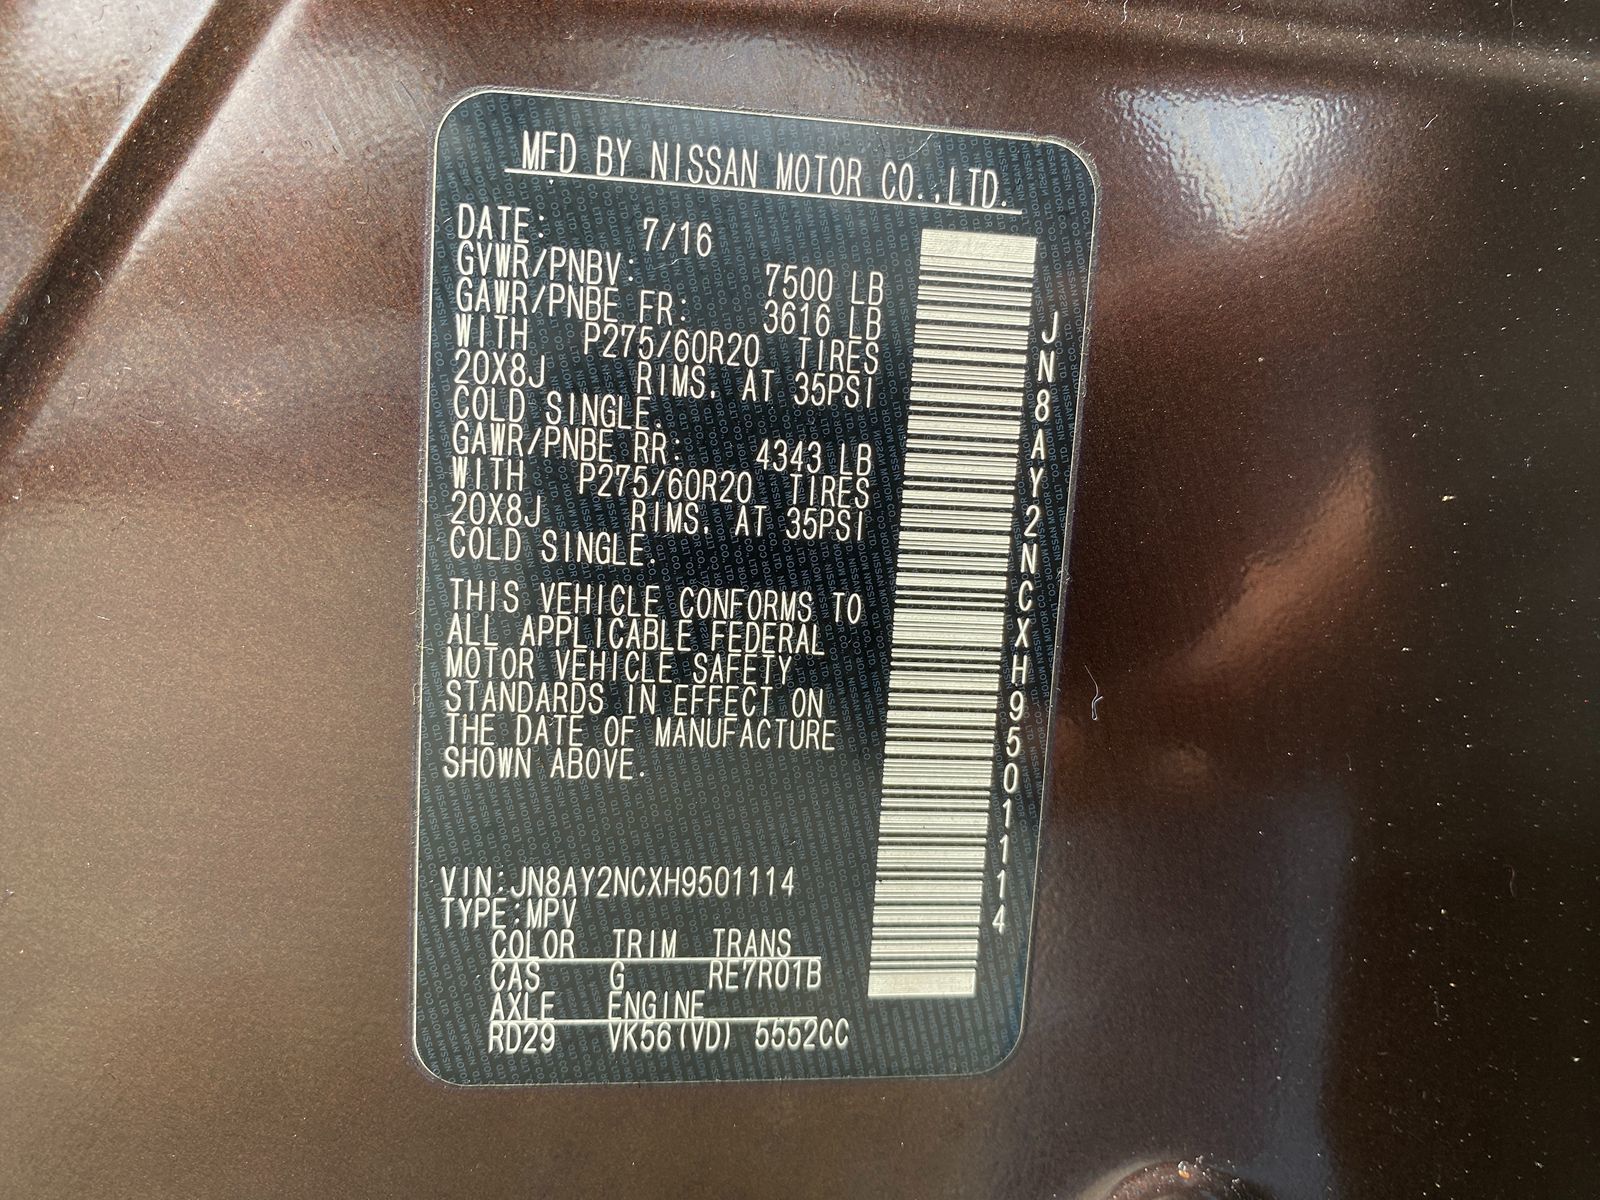 MFD BY NISSAN MOTOR CO.,LTD.
DATE: 7/16
GVWR/PNBV: 7500 LB
GAWR/PNBE FR: 3616 LB
WITH P275/60R20 TIRES
20X8J RIMS. AT 35PSI
COLD SINGLE.
GAWR/PNBE RR: 4343 LB
WITH P275/60R20 TIRES
20X8J RIMS. AT 35PSI
COLD SINGLE.
THIS VEHICLE CONFORMS TO
ALL APPLICABLE FEDERAL
MOTOR VEHICLE SAFETY
STANDARDS IN EFFECT ON
THE DATE OF MANUFACTURE
SHOWN ABOVE.
VIN:JN8AY2NCXH9501114
TYPE:MPV
COLOR TRIM TRANS
CAS G RE7R01B
AXLE ENGINE
RD29 VK56(VD) 5552CC
JN8AY2NCXH9501114